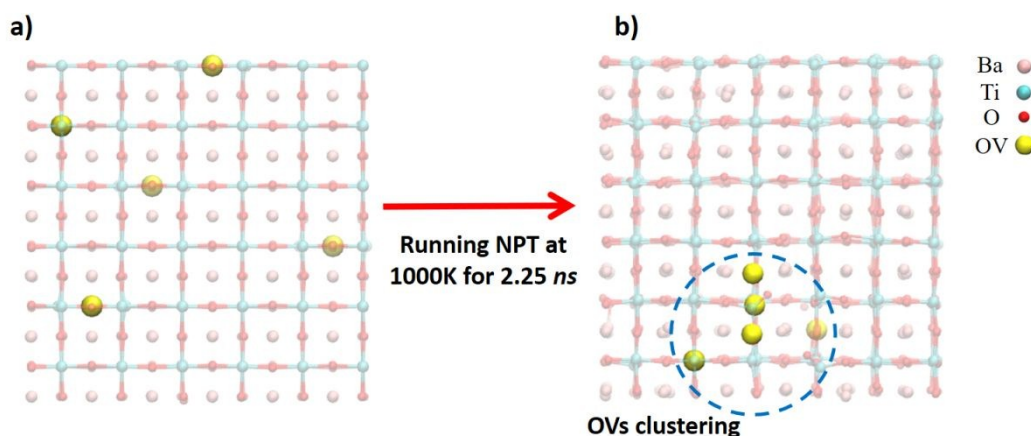 a)
Running NPT at
1000K for 2.25 ns
b)
OVs clustering
Ba
Ti
O
OV